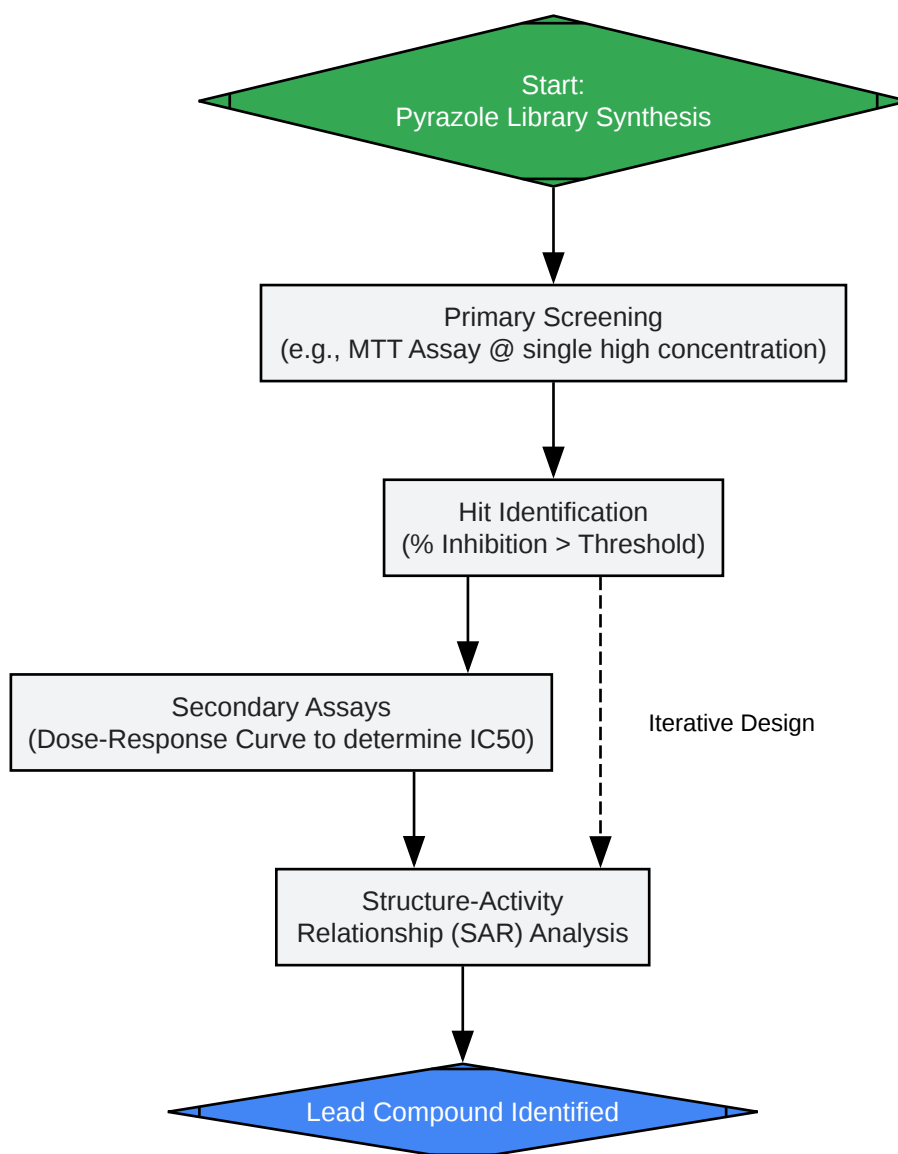 Start:
Pyrazole Library Synthesis
Primary Screening
(e.g., MTT Assay @ single high concentration)
Hit Identification
(% Inhibition > Threshold)
Secondary Assays
(Dose-Response Curve to determine IC50)
Iterative Design
Structure-Activity
Relationship (SAR) Analysis
Lead Compound Identified